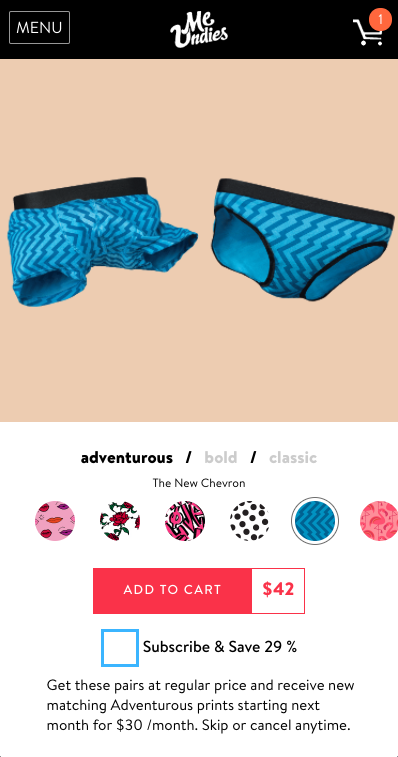 MENU
Me
Undies
1
adventurous / bold / classic
The New Chevron
ADD TO CART $42
Subscribe & Save 29 %
Get these pairs at regular price and receive new
matching Adventurous prints starting next
month for $30 /month. Skip or cancel anytime.